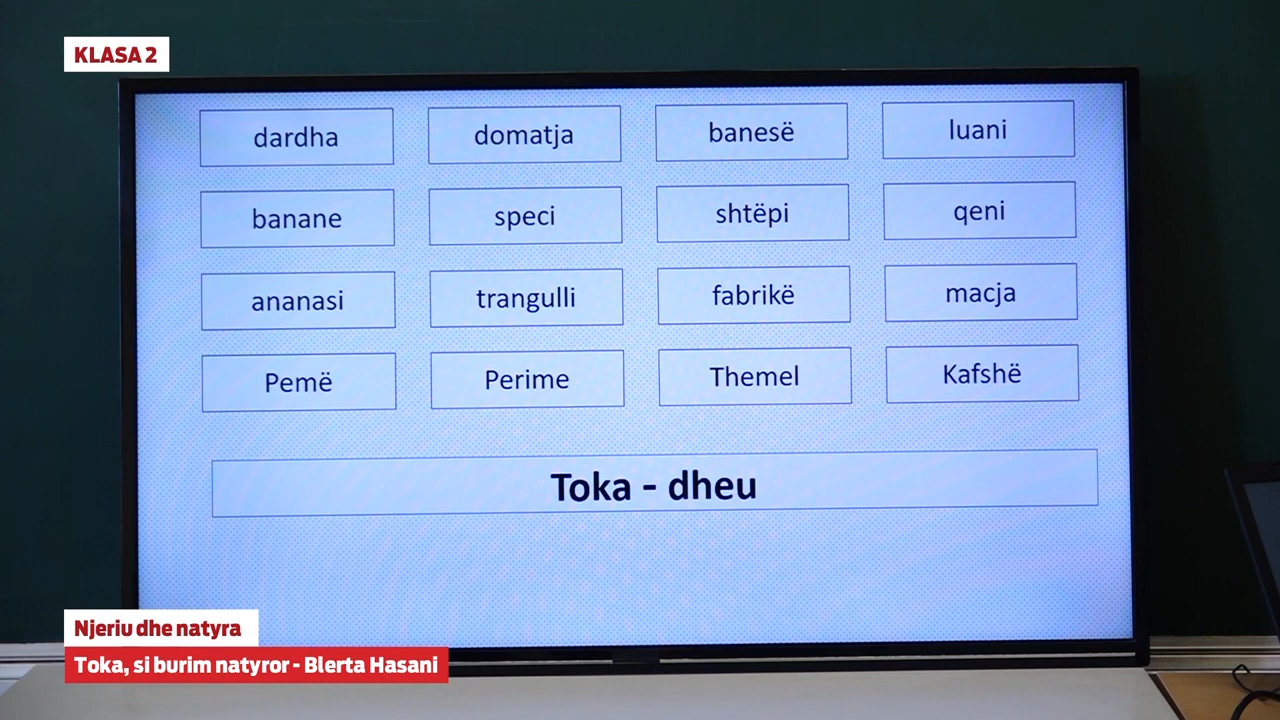 KLASA 2
dardha domatja banesë luani
banane speci shtëpi qeni
ananasi trangulli fabrikë macja
Pemë Perime Themel Kafshë
Toka - dheu
Njeriu dhe natyra
Toka, si burim natyror - Blerta Hasani